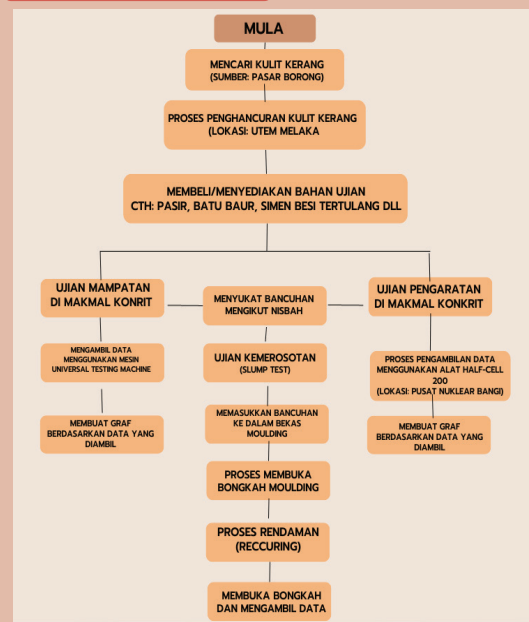 MULA
MENCARI KULIT KERANG
(SUMBER: PASAR BORONG)
PROSES PENGHANCURAN KULIT KERANG
(LOKASI: UTEM MELAKA
MEMBELI/MENYEDIAKAN BAHAN UJIAN
CTH: PASIR, BATU BAUR, SIMEN BESI TERTULANG DLL
UJIAN MAMPATAN
DI MAKMAL KONRIT
MENGAMBIL DATA
MENGGUNAKAN MESIN
UNIVERSAL TESTING MACHINE
MEMBUAT GRAF
BERDASARKAN DATA YANG
DIAMBIL
MENYUKAT BANCUHAN
MENGIKUT NISBAH
UJIAN KEMEROSOTAN
(SLUMP TEST)
MEMASUKKAN BANCUHAN
KE DALAM BEKAS
MOULDING
PROSES MEMBUKA
BONGKAH MOULDING
PROSES RENDAMAN
(RECCURING)
MEMBUKA BONGKAH
DAN MENGAMBIL DATA
UJIAN PENGARATAN
DI MAKMAL KONKRIT
PROSES PENGAMBILAN DATA
MENGGUNAKAN ALAT HALF-CELL
200
(LOKASI: PUSAT NUKLEAR BANGI)
MEMBUAT GRAF
BERDASARKAN DATA YANG
DIAMBIL